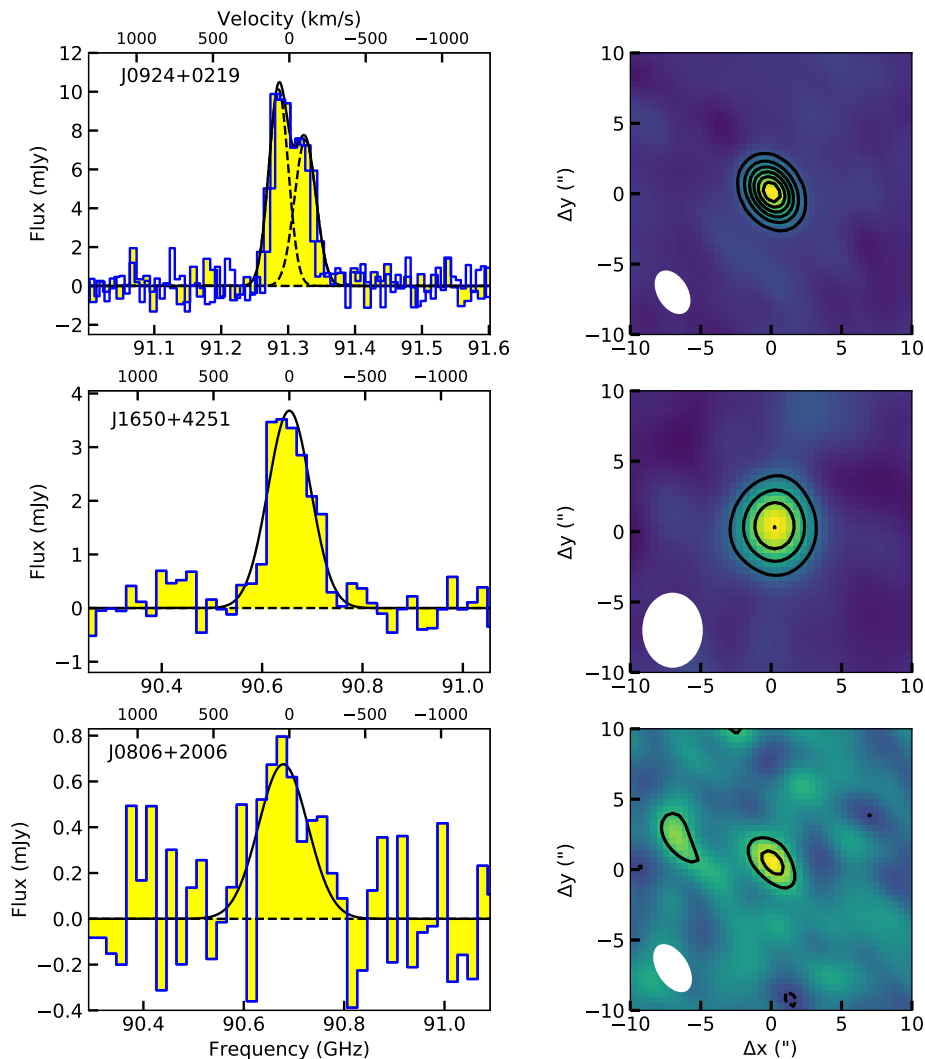 Velocity (km/s)
1000 500 0 −500 −1000
J0924+0219
Flux (mJy)
12
10
8
6
4
2
0
−2
91.1 91.2 91.3 91.4 91.5 91.6
Δy (")
10
5
0
−5
−10
−10 −5 0 5 10
1000 500 0 −500 −1000
J1650+4251
Flux (mJy)
4
3
2
1
0
−1
90.4 90.6 90.8 91.0
Δy (")
10
5
0
−5
−10
−10 −5 0 5 10
1000 500 0 −500 −1000
J0806+2006
Flux (mJy)
0.8
0.6
0.4
0.2
0.0
−0.2
−0.4
90.4 90.6 90.8 91.0
Frequency (GHz)
Δy (")
10
5
0
−5
−10
−10 −5 0 5 10
Δx (")